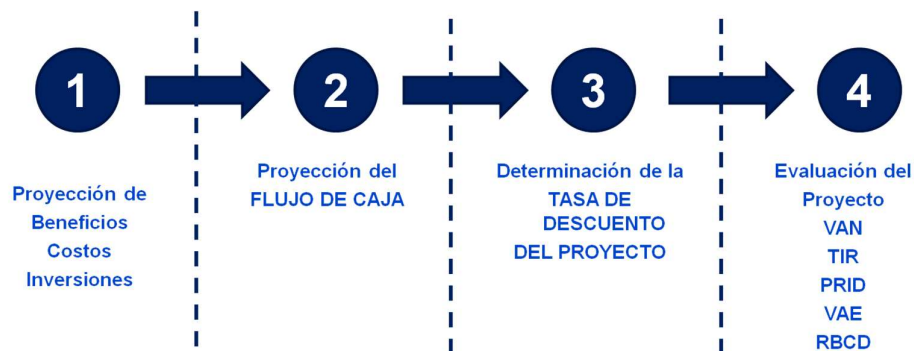 1
Proyección de
Beneficios
Costos
Inversiones
2
Proyección del
FLUJO DE CAJA
3
Determinación de la
TASA DE
DESCUENTO
DEL PROYECTO
4
Evaluación del
Proyecto
VAN
TIR
PRID
VAE
RBCD